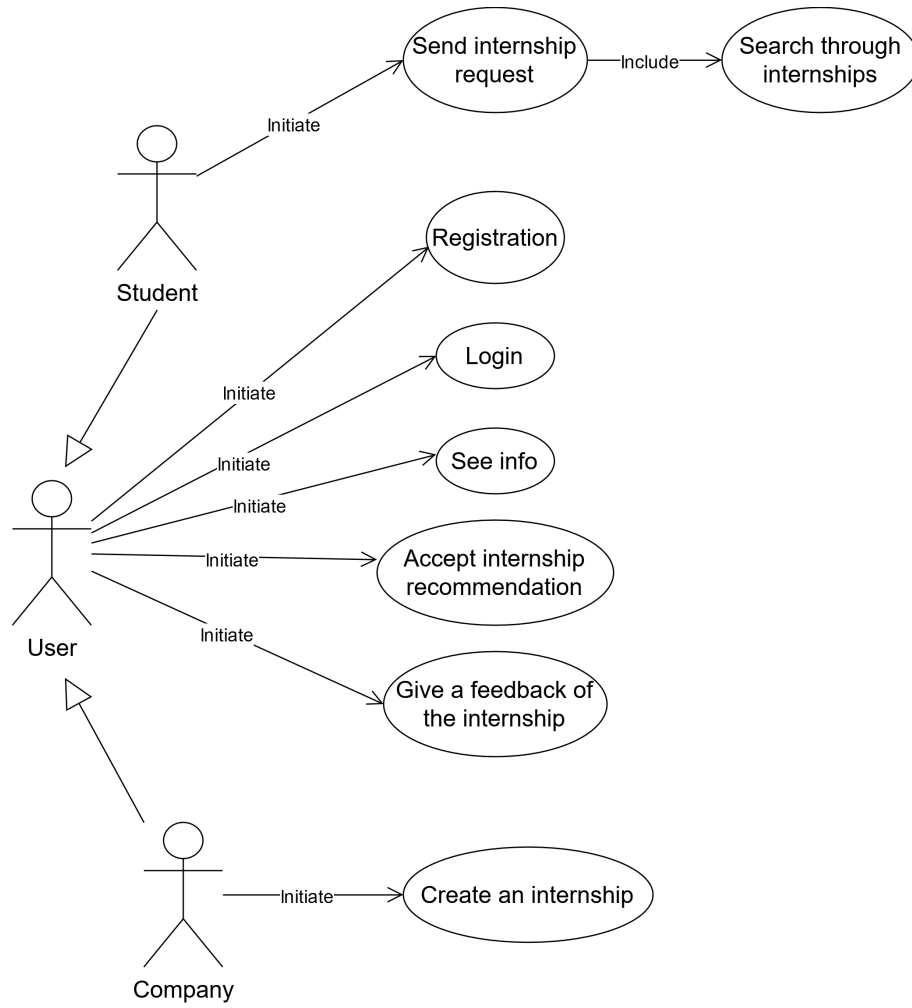 Send internship
request
Include
Search through
internships
Initiate
Student
Registration
Initiate
Login
Initiate
See info
Initiate
Accept internship
recommendation
Initiate
User
Initiate
Give a feedback of
the internship
Initiate
Create an internship
Company